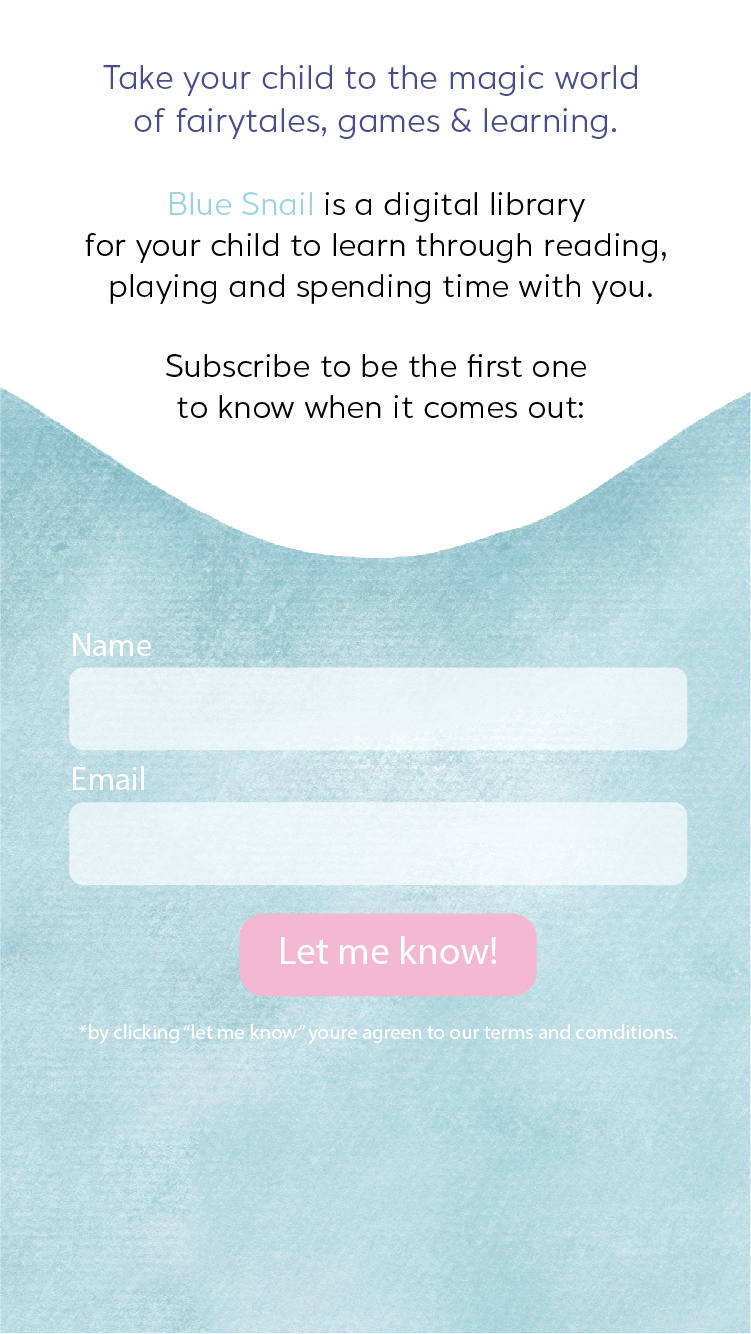 Take your child to the magic world
of fairytales, games & learning.
Blue Snail is a digital library
for your child to learn through reading,
playing and spending time with you.
Subscribe to be the first one
to know when it comes out:
Name
Email
Let me know!
*by clicking “let me know” youre agreen to our terms and comditions.